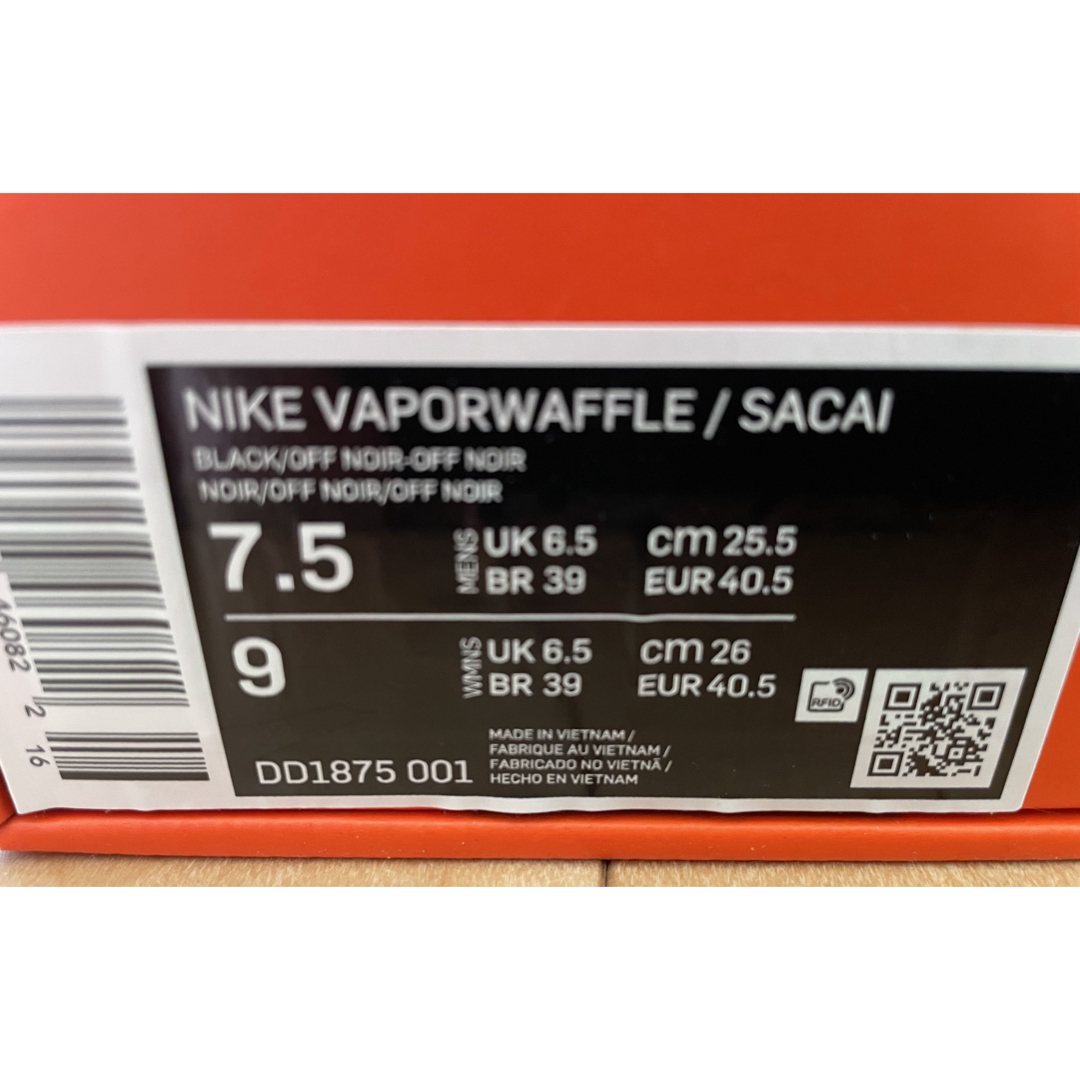 NIKE VAPORWAFFLE / SACAI
BLACK/OFF NOIR-OFF NOIR
NOIR/OFF NOIR/OFF NOIR
7.5
MEN'S
UK 6.5 cm 25.5
BR 39 EUR 40.5
9
WMNS
UK 6.5 cm 26
BR 39 EUR 40.5
RFID
DD1875 001
MADE IN VIETNAM /
FABRIQUE AU VIETNAM /
FABRICADO NO VIETNÃ /
HECHO EN VIETNAM
46082 2 16